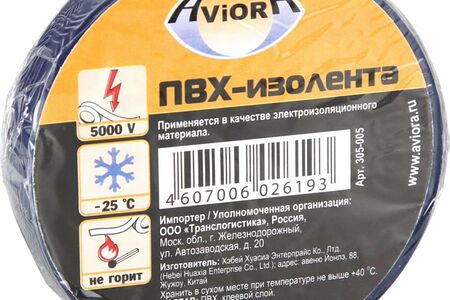 AVIORA
ПВХ-изолента
Применяется в качестве электроизоляционного
материала.
5000 V
-25 °C
не горит
4 607006 026193
Арт. 305-005
www.aviora.ru
Импортер / Уполномоченная организация:
ООО «Транслогистика», Россия,
Моск. обл., г. Железнодорожный,
ул. Автозаводская, д. 20
Изготовитель: Хэбей Хуасиа Энтерпрайс Ко., Лтд.
(Hebei Huaxia Enterprise Co., Ltd.); адрес: авеню Ионлэ, 88,
Жужоу, Китай
Хранить в сухом месте при температуре не выше +40 °C.
ПВХ, клеевой слой.